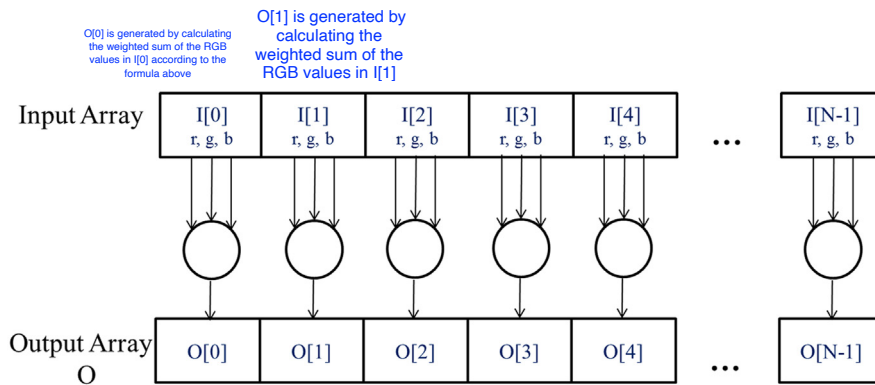 O[0] is generated by calculating
the weighted sum of the RGB
values in I[0] according to the
formula above
O[1] is generated by
calculating the
weighted sum of the
RGB values in I[1]
Input Array
I[0] I[1] I[2] I[3] I[4] ... I[N-1]
r, g, b r, g, b r, g, b r, g, b r, g, b r, g, b
Output Array
O
O[0] O[1] O[2] O[3] O[4] ... O[N-1]